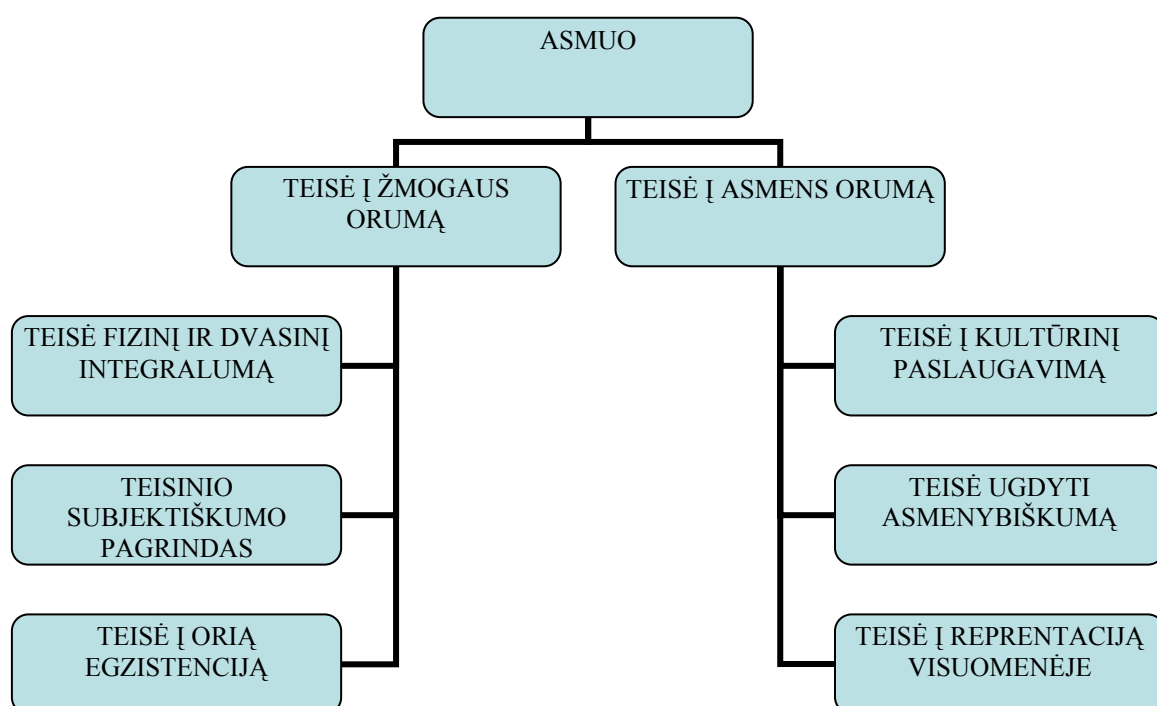 ASMUO
TEISĖ Į ŽMOGAUS
ORUMĄ
TEISĖ Į ASMENS ORUMĄ
TEISĖ FIZINĮ IR DVASINĮ
INTEGRALUMĄ
TEISINIO
SUBJEKTIŠKUMO
PAGRINDAS
TEISĖ Į ORIĄ
EGZISTENCIJĄ
TEISĖ Į KULTŪRINĮ
PASLAUGAVIMĄ
TEISĖ UGDYTI
ASMENYBIŠKUMĄ
TEISĖ Į REPRENTACIJĄ
VISUOMENĖJE